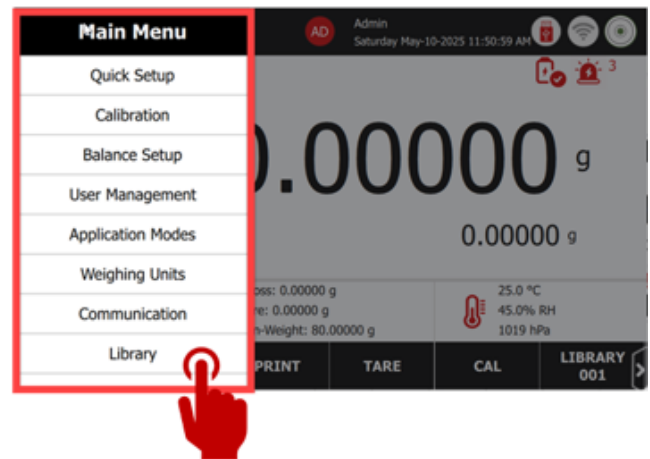 Main Menu
Quick Setup
Calibration
Balance Setup
User Management
Application Modes
Weighing Units
Communication
Library
AD
Admin
Saturday May-10-2025 11:50:59 AM
3
0.00000 g
0.00000 g
oss: 0.00000 g
re: 0.00000 g
n-Weight: 80.00000 g
25.0 °C
45.0% RH
1019 hPa
PRINT
TARE
CAL
LIBRARY
001